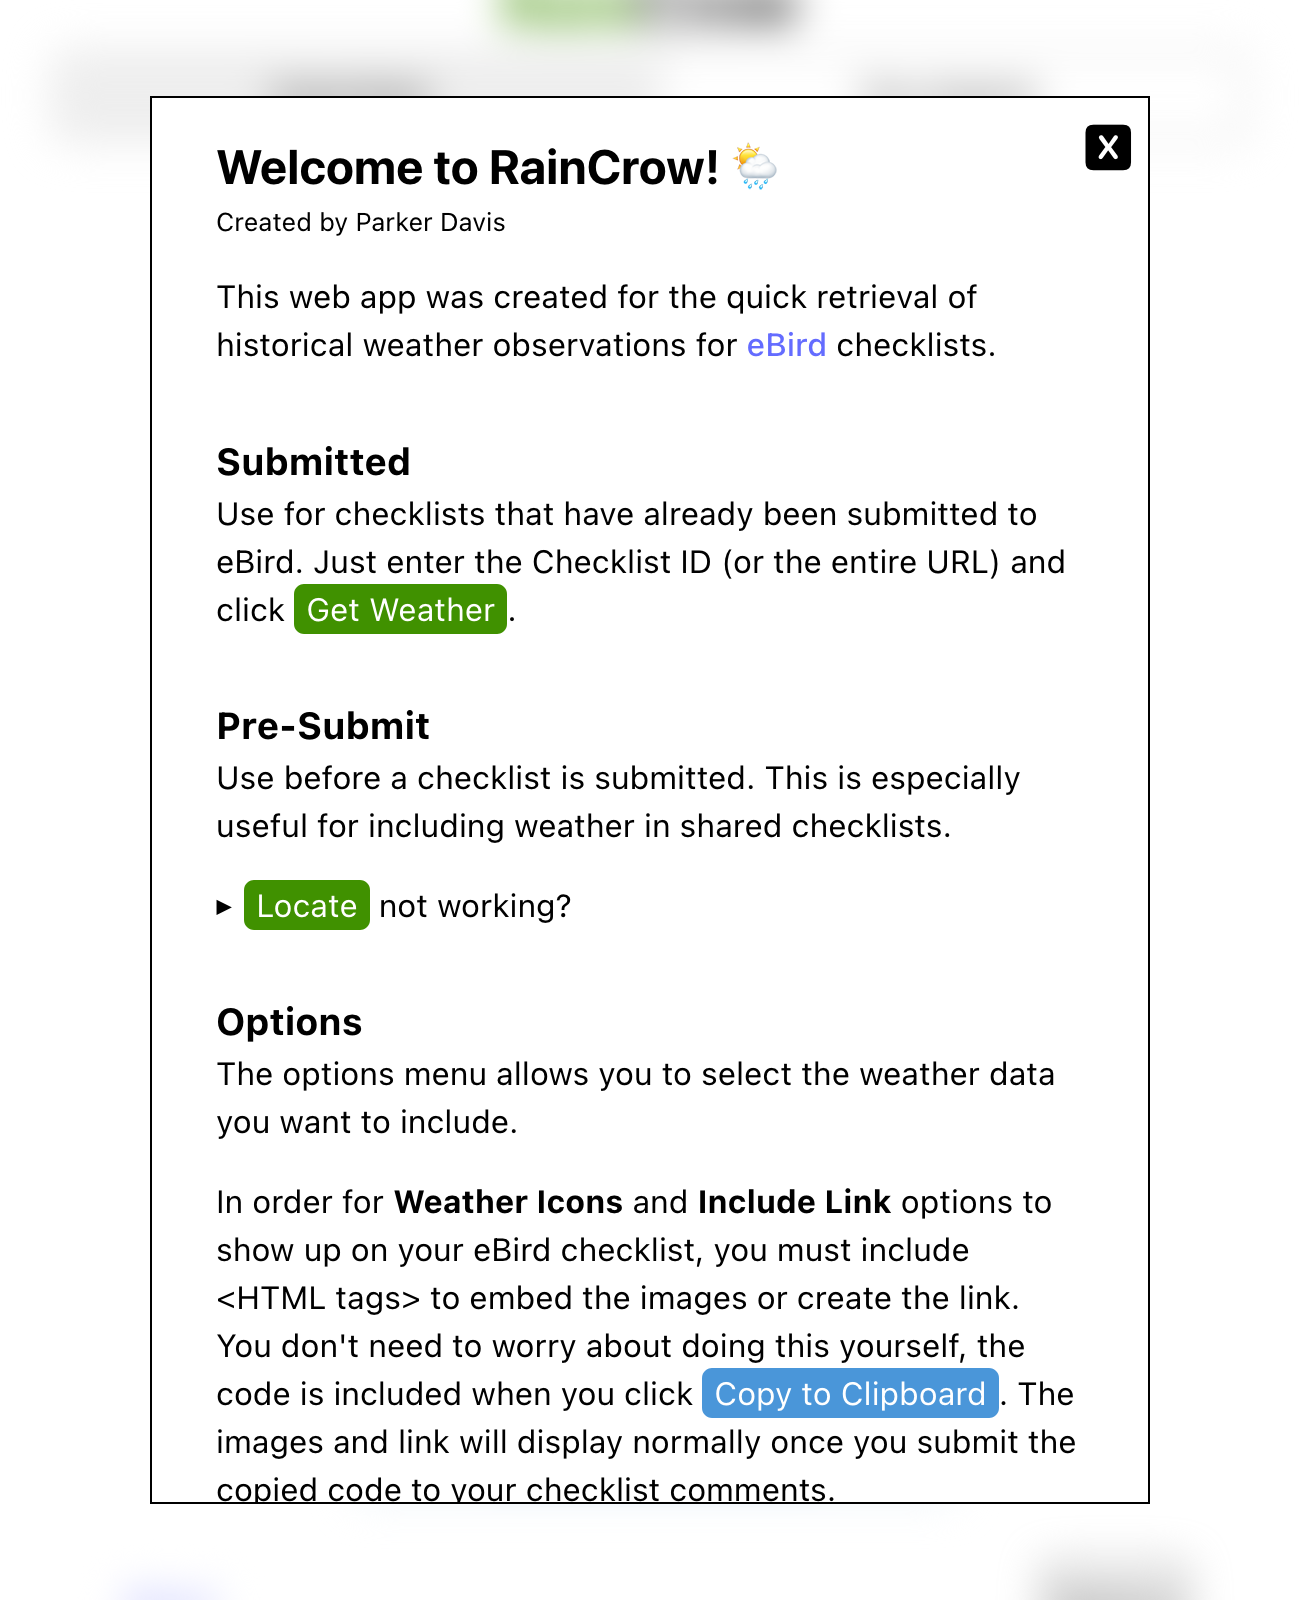 Welcome to RainCrow! 🌦️
X
Created by Parker Davis
This web app was created for the quick retrieval of
historical weather observations for eBird checklists.
Submitted
Use for checklists that have already been submitted to
eBird. Just enter the Checklist ID (or the entire URL) and
click Get Weather.
Pre-Submit
Use before a checklist is submitted. This is especially
useful for including weather in shared checklists.
▶ Locate not working?
Options
The options menu allows you to select the weather data
you want to include.
In order for Weather Icons and Include Link options to
show up on your eBird checklist, you must include
<HTML tags> to embed the images or create the link.
You don't need to worry about doing this yourself, the
code is included when you click Copy to Clipboard. The
images and link will display normally once you submit the
copied code to your checklist comments.